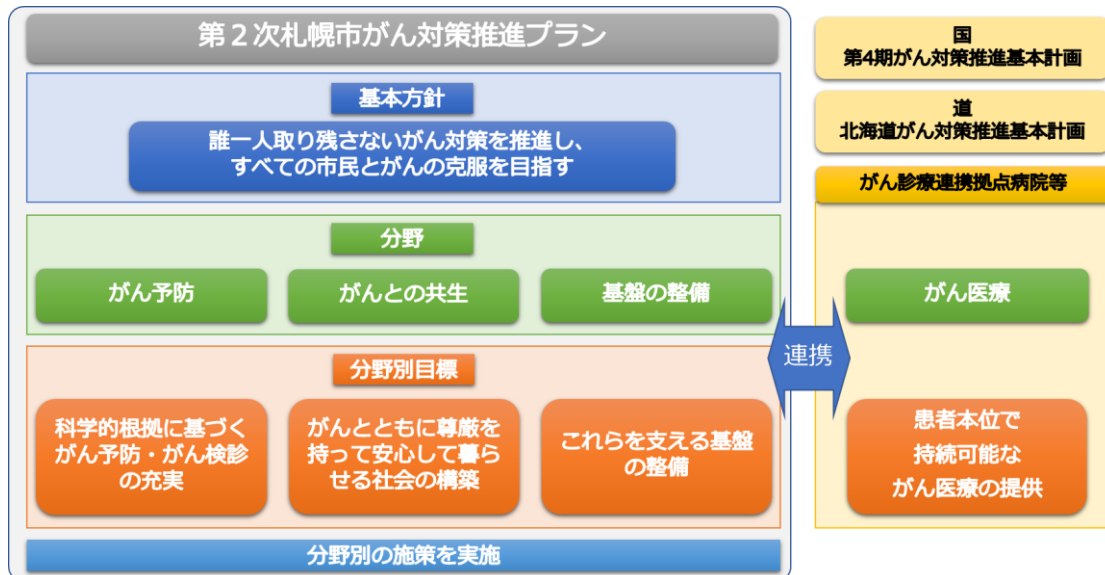 第２次札幌市がん対策推進プラン
基本方針
誰一人取り残さないがん対策を推進し、
すべての市民とがんの克服を目指す
分野
がん予防
がんとの共生
基盤の整備
分野別目標
科学的根拠に基づく
がん予防・がん検診
の充実
がんとともに尊厳を
持って安心して暮ら
せる社会の構築
これらを支える基盤
の整備
分野別の施策を実施
連携
国
第4期がん対策推進基本計画
道
北海道がん対策推進基本計画
がん診療連携拠点病院等
がん医療
患者本位で
持続可能な
がん医療の提供